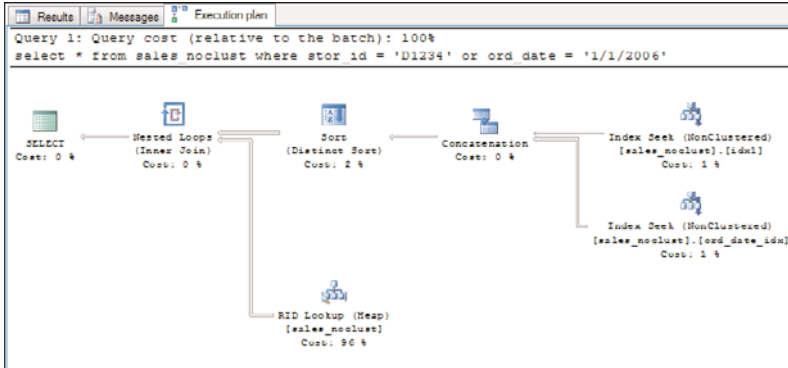 Results Messages Execution plan
Query 1: Query cost (relative to the batch): 100%
select * from sales_noclust where stor_id = 'D1234' or ord_date = '1/1/2006'
SELECT
Cost: 0 %
Nested Loops
(Inner Join)
Cost: 0 %
Sort
(Distinct Sort)
Cost: 2 %
Concatenation
Cost: 0 %
Index Seek (NonClustered)
[sales_noclust].[idx1]
Cost: 1 %
Index Seek (NonClustered)
[sales_noclust].[ord_date_idx]
Cost: 1 %
RID Lookup (Heap)
[sales_noclust]
Cost: 96 %